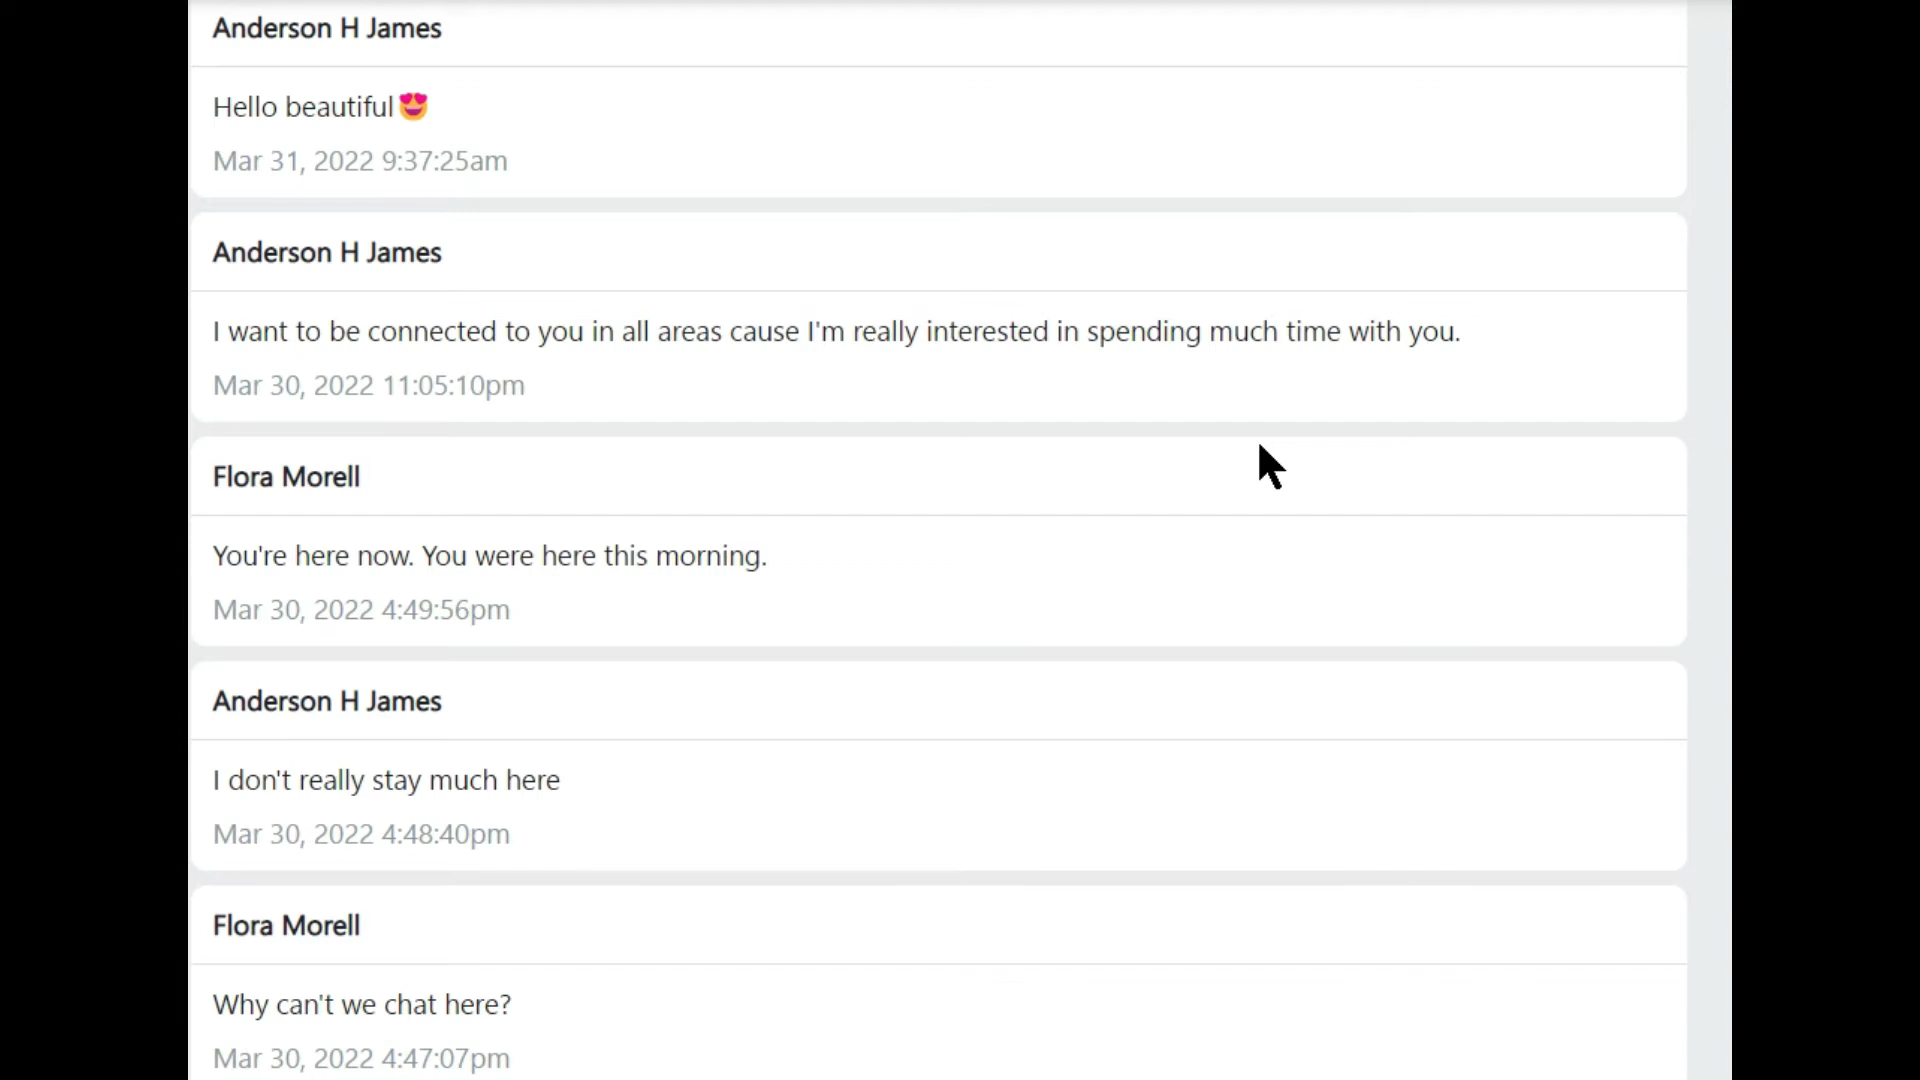 Anderson H James
Hello beautiful😍
Mar 31, 2022 9:37:25am
Anderson H James
I want to be connected to you in all areas cause I'm really interested in spending much time with you.
Mar 30, 2022 11:05:10pm
Flora Morell
You're here now. You were here this morning.
Mar 30, 2022 4:49:56pm
Anderson H James
I don't really stay much here
Mar 30, 2022 4:48:40pm
Flora Morell
Why can't we chat here?
Mar 30, 2022 4:47:07pm